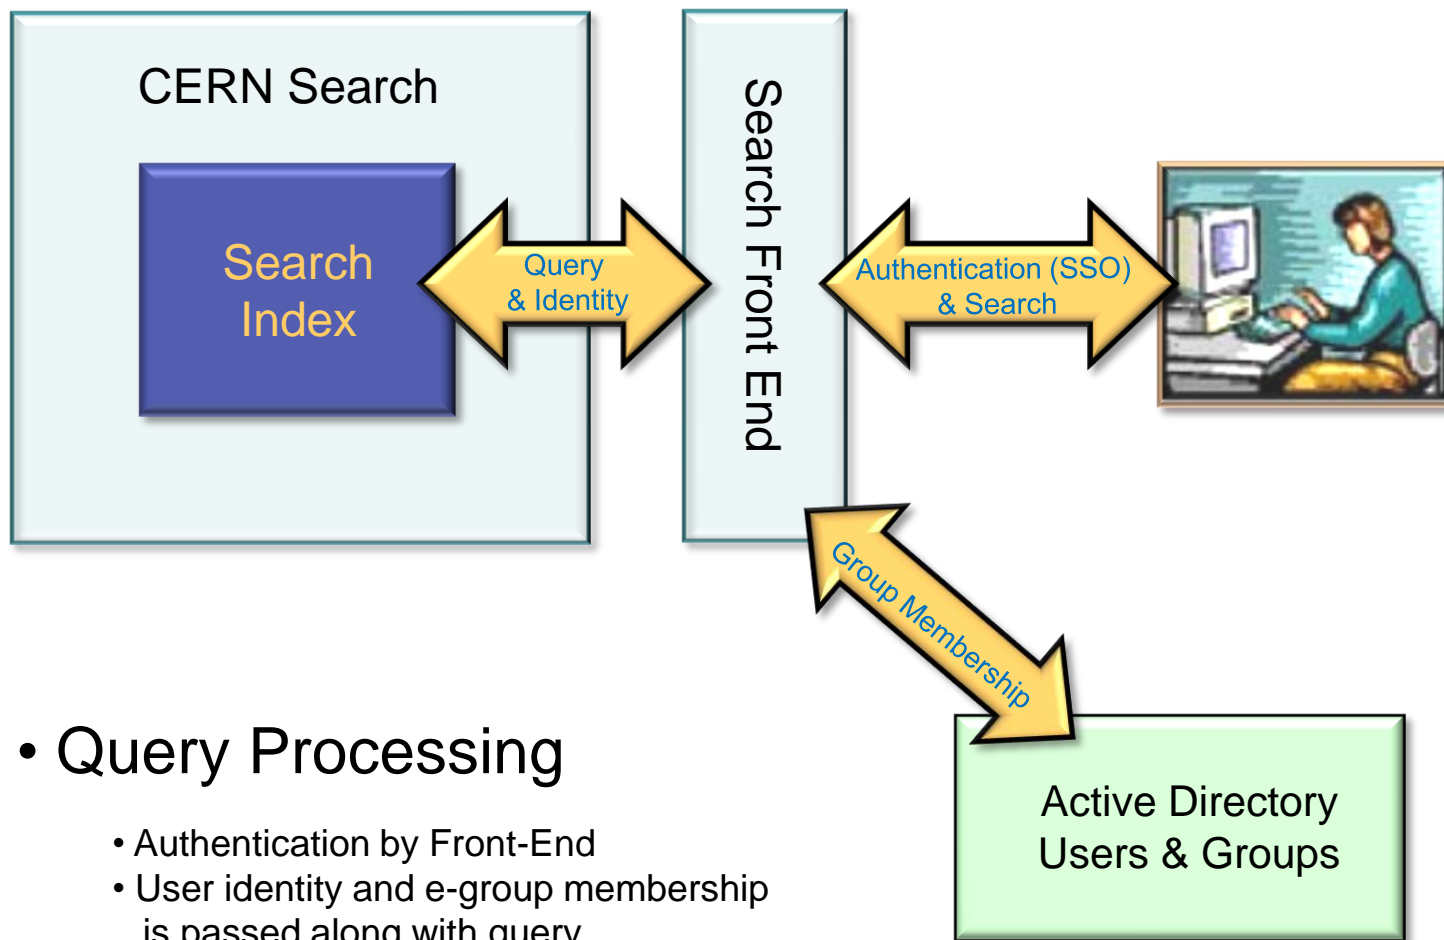 CERN Search
Search
Index
Query
& Identity
Search Front End
Authentication (SSO)
& Search
Group Membership
Active Directory
Users & Groups
• Query Processing
• Authentication by Front-End
• User identity and e-group membership
is passed along with query